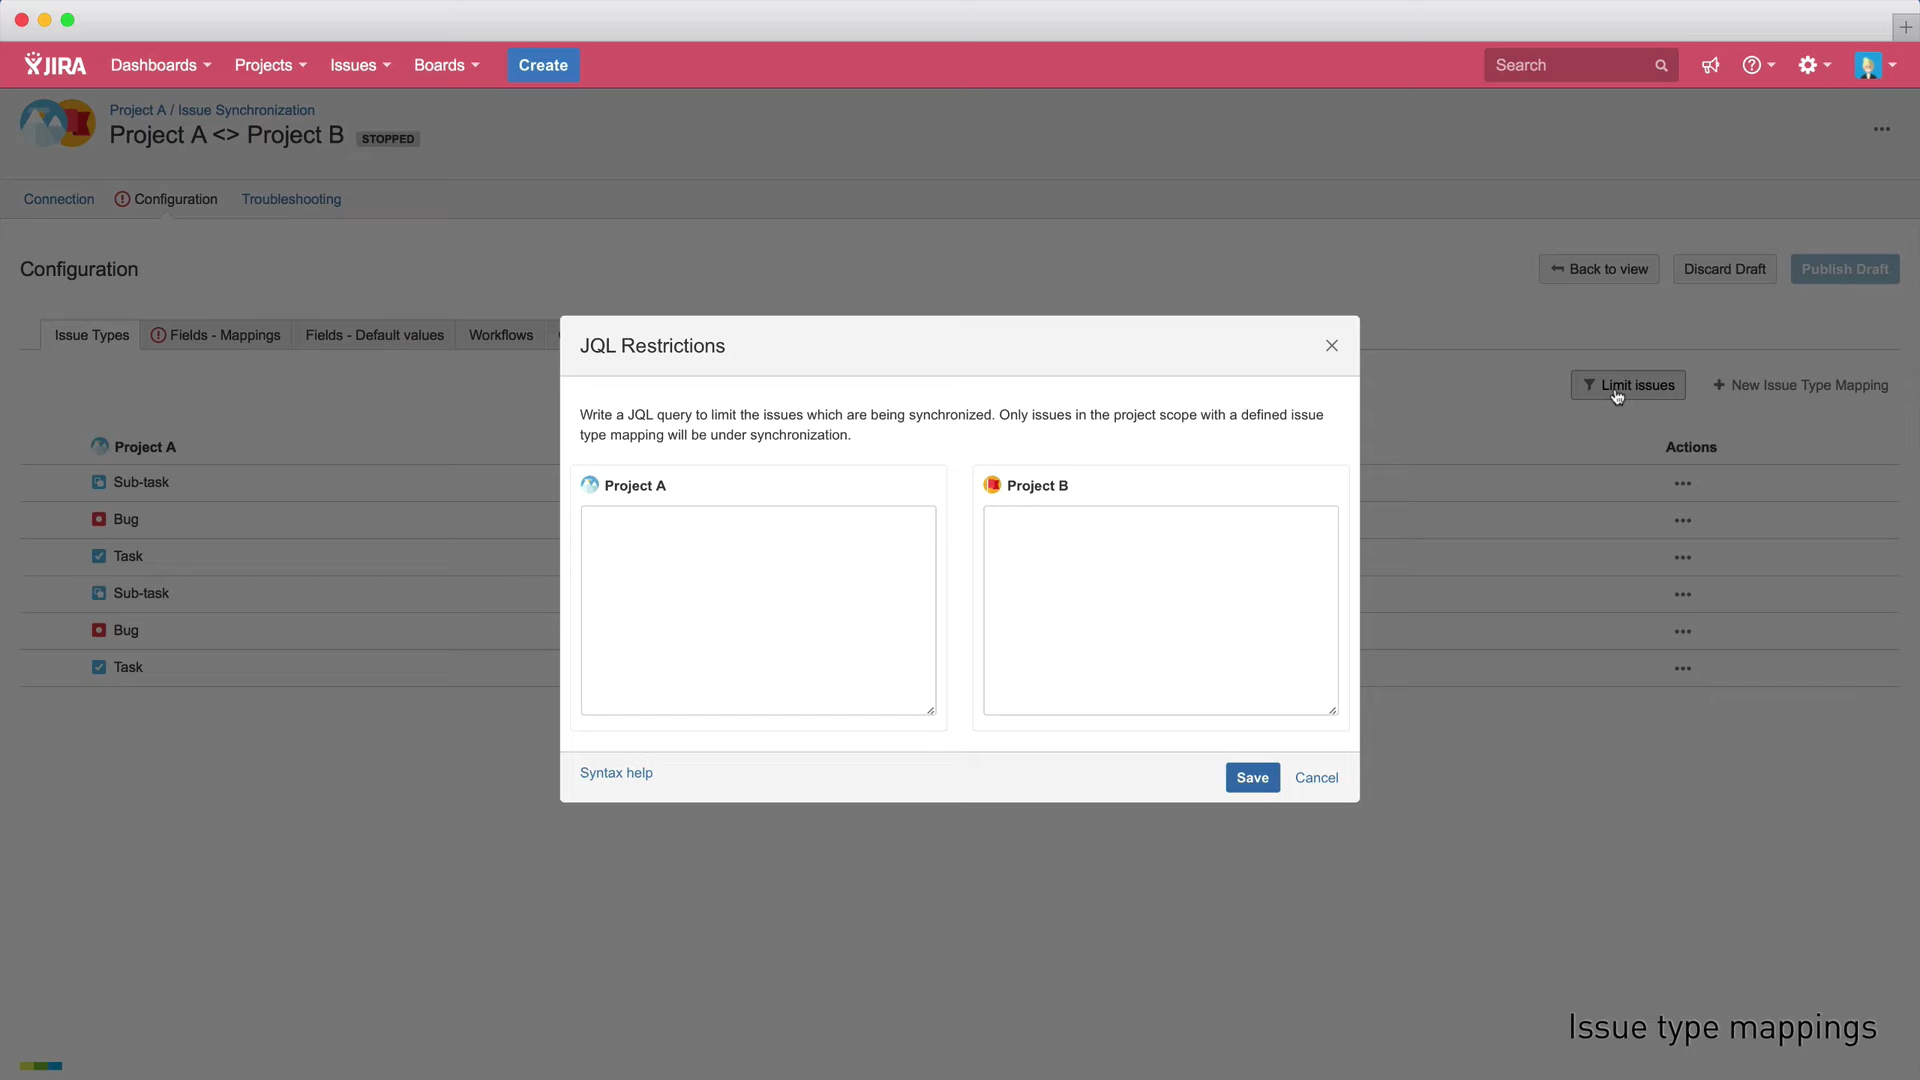 JIRA Dashboards Projects Issues Boards Create Search
Project A / Issue Synchronization
Project A <> Project B STOPPED
Connection Configuration Troubleshooting
Configuration Back to view Discard Draft Publish Draft
Issue Types Fields - Mappings Fields - Default values Workflows
JQL Restrictions
Limit issues + New Issue Type Mapping
Write a JQL query to limit the issues which are being synchronized. Only issues in the project scope with a defined issue
type mapping will be under synchronization.
Project A Actions
Sub-task
Project A Project B
Bug
Task
Sub-task
Bug
Task
Syntax help Save Cancel
Issue type mappings